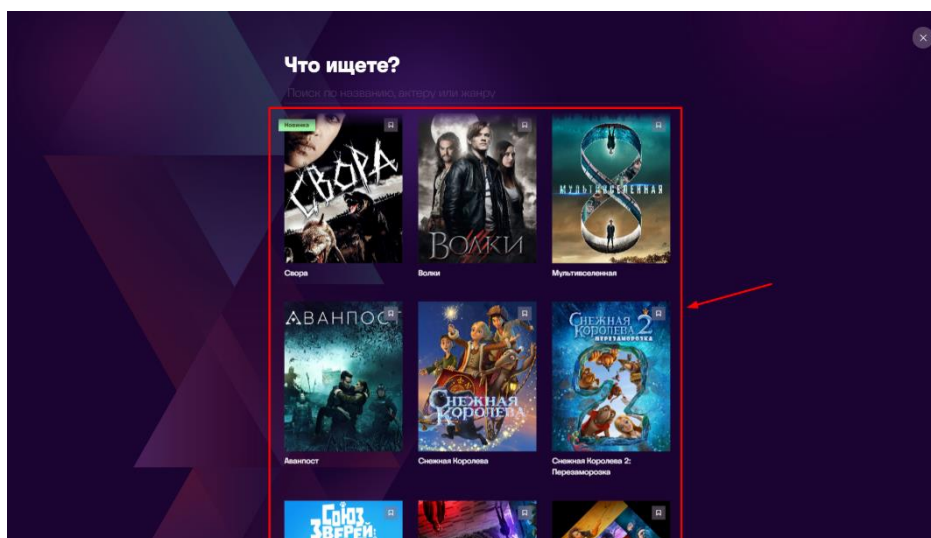 Что ищете?
Поиск по названию, актеру или жанру
Новинка
СВОРА
ВОЛКИ
МУЛЬТИВСЕЛЕННАЯ
Свора
Волки
Мультивселенная
АВАНПОСТ
СНЕЖНАЯ
КОРОЛЕВА
СНЕЖНАЯ
КОРОЛЕВА 2
ПЕРЕЗАМОРОЗКА
Аванпост
Снежная Королева
Снежная Королева 2:
Перезаморозка
СОЮЗ
ЗВЕРЕЙ: